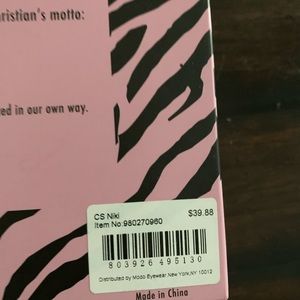 ristian's motto:
ed in our own way.
CS Niki
$39.88
Item No:980270960
803926495130
Distributed by Modo Eyewear New York,NY 10012
Made in China